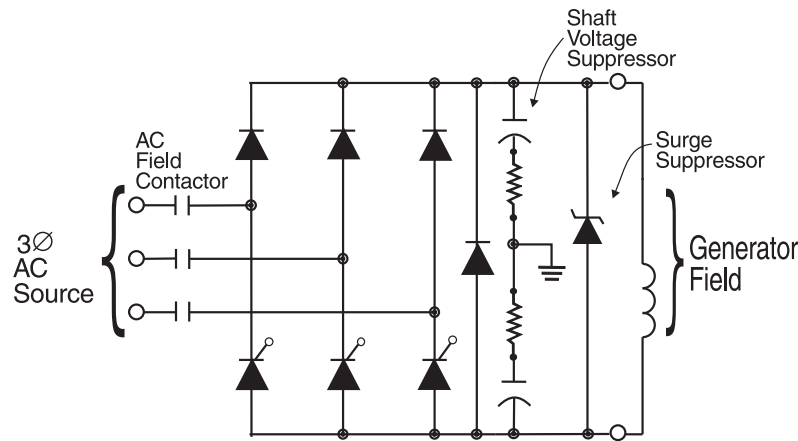 Shaft
Voltage
Suppressor
AC
Field
Contactor
Surge
Suppressor
3∅
AC
Source
Generator
Field